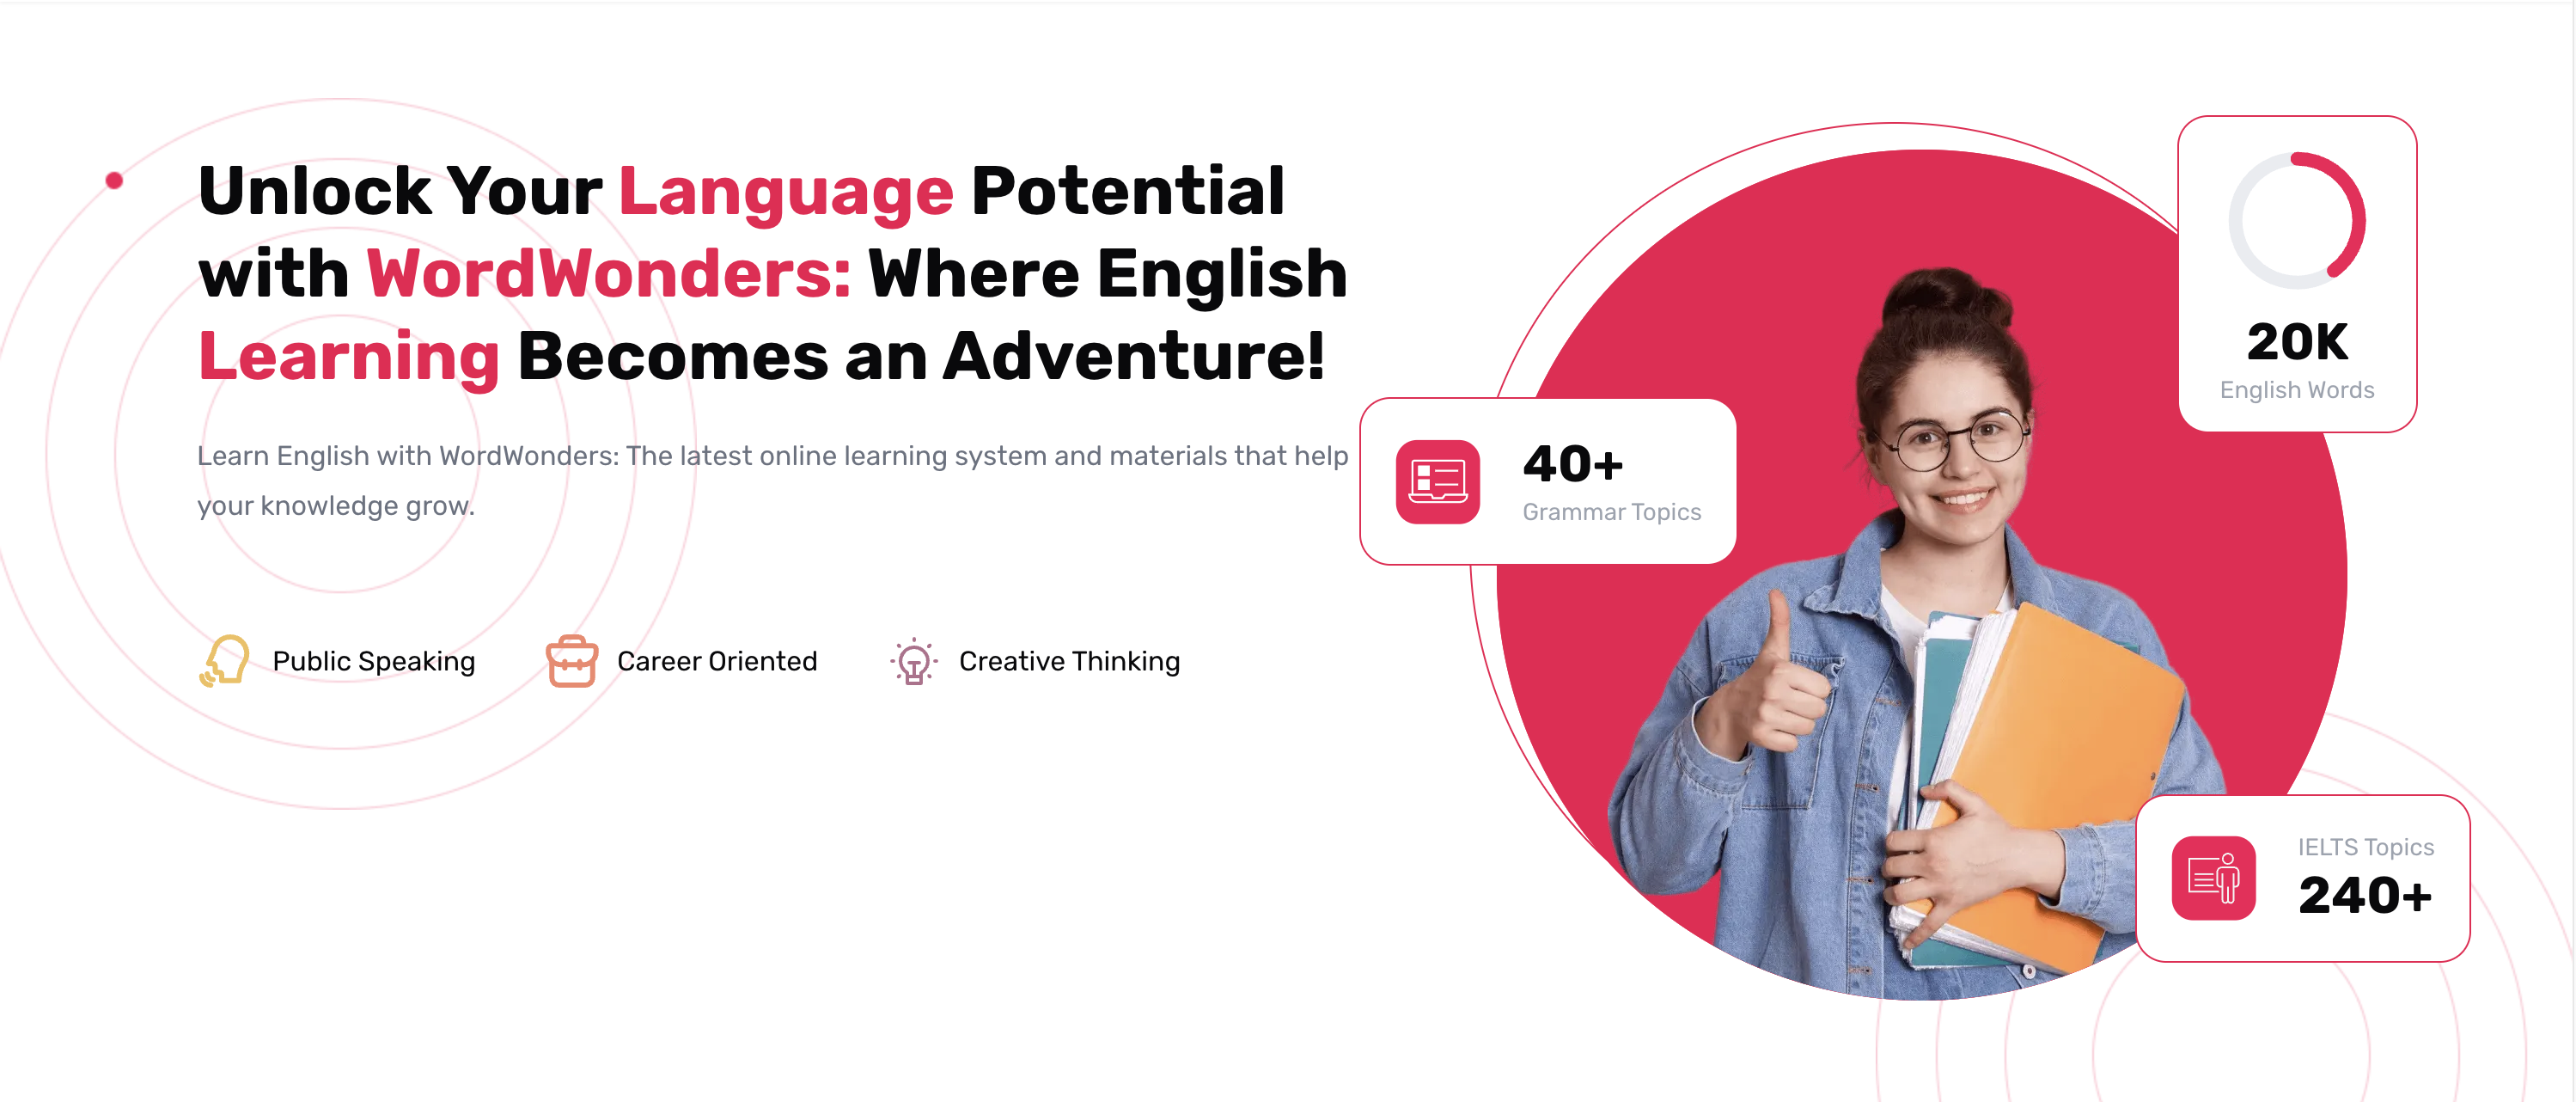 Unlock Your Language Potential
with WordWonders: Where English
Learning Becomes an Adventure!
Learn English with WordWonders: The latest online learning system and materials that help
your knowledge grow.
Public Speaking
Career Oriented
Creative Thinking
20K
English Words
40+
Grammar Topics
IELTS Topics
240+